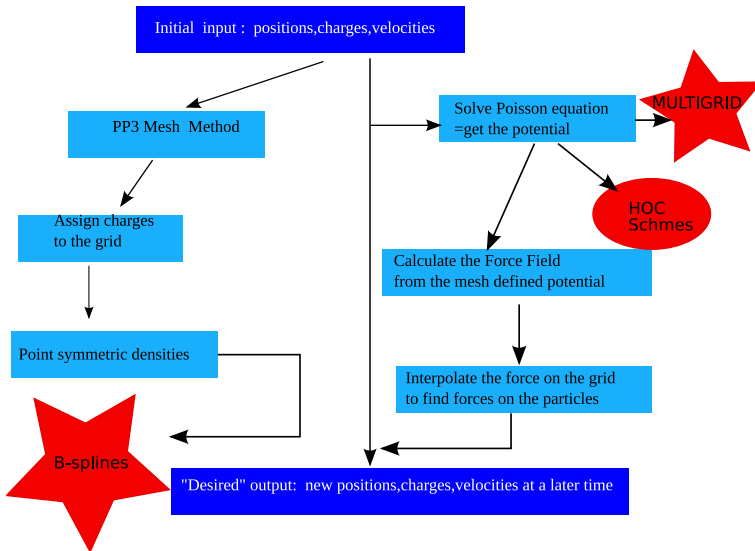 Initial input : positions,charges,velocities
PP3 Mesh Method
Assign charges
to the grid
Point symmetric densities
B-splines
Solve Poisson equation
=get the potential
MULTIGRID
HOC
Schmes
Calculate the Force Field
from the mesh defined potential
Interpolate the force on the grid
to find forces on the particles
"Desired" output: new positions,charges,velocities at a later time